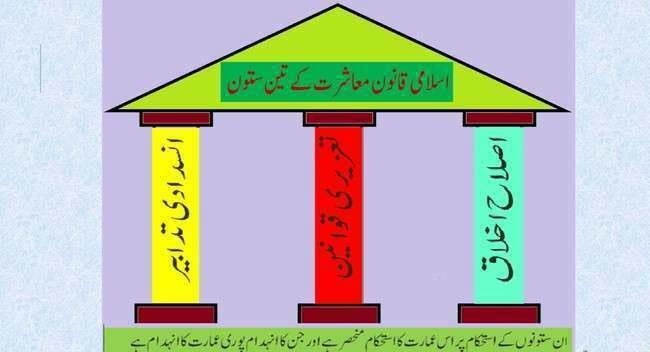 اسلامی قانون معاشرت کے تین ستون
اصلاح اخلاق
تعزیری قوانین
انسدادی تدابیر
ان ستونوں کے استحکام پر اس عمارت کا استحکام منحصر ہے اور جن کا انہدام پوری عمارت کا انہدام ہے